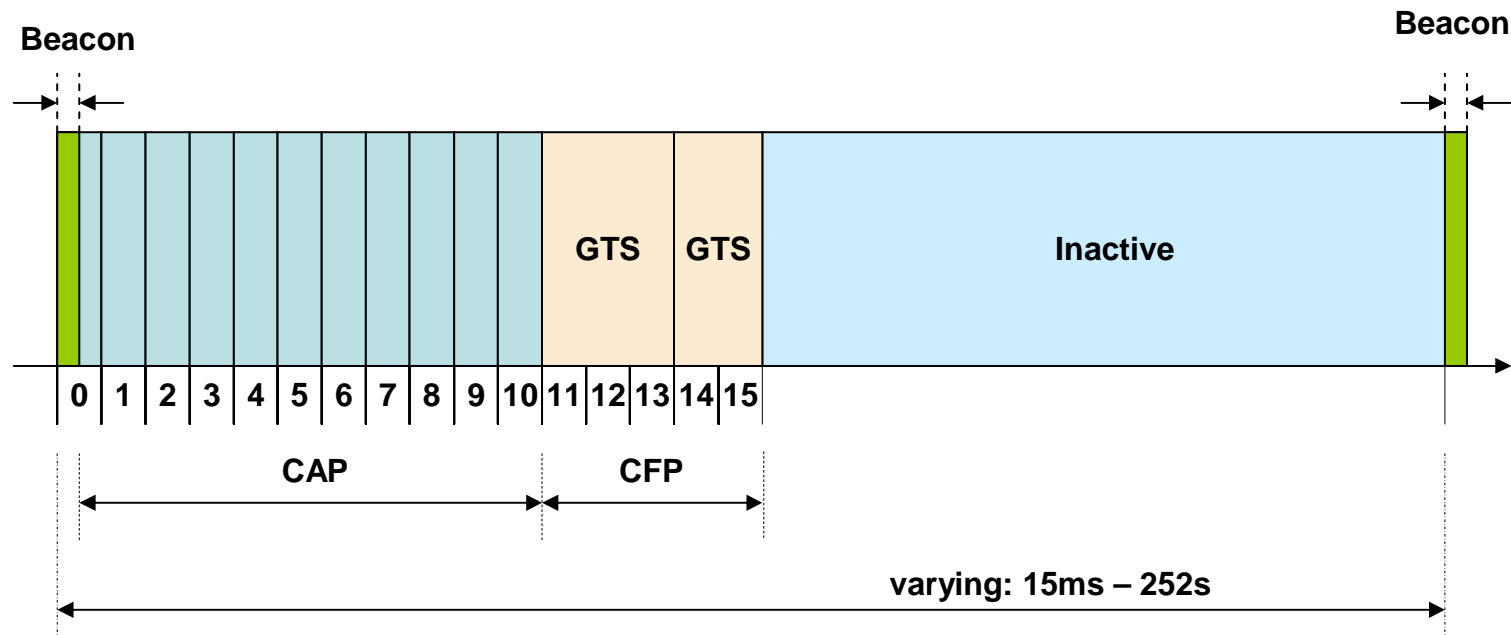 Beacon
Beacon
GTS
GTS
Inactive
0 1 2 3 4 5 6 7 8 9 10 11 12 13 14 15
CAP
CFP
varying: 15ms – 252s